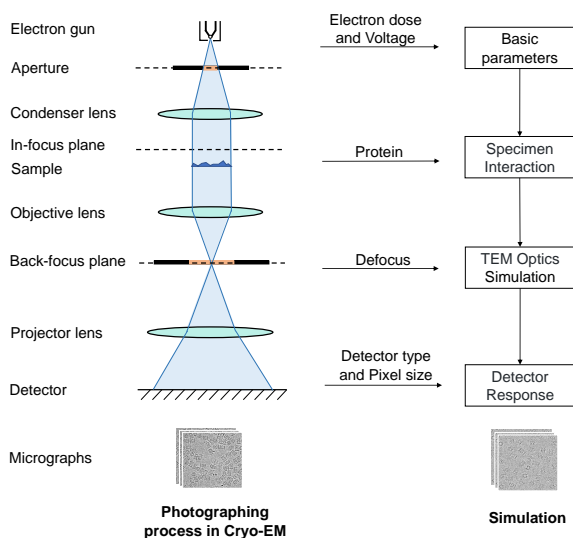 Electron gun
Aperture
Condenser lens
In-focus plane
Sample
Objective lens
Back-focus plane
Projector lens
Detector
Micrographs
Photographing
process in Cryo-EM
Electron dose
and Voltage
Protein
Defocus
Detector type
and Pixel size
Basic
parameters
Specimen
Interaction
TEM Optics
Simulation
Detector
Response
Simulation